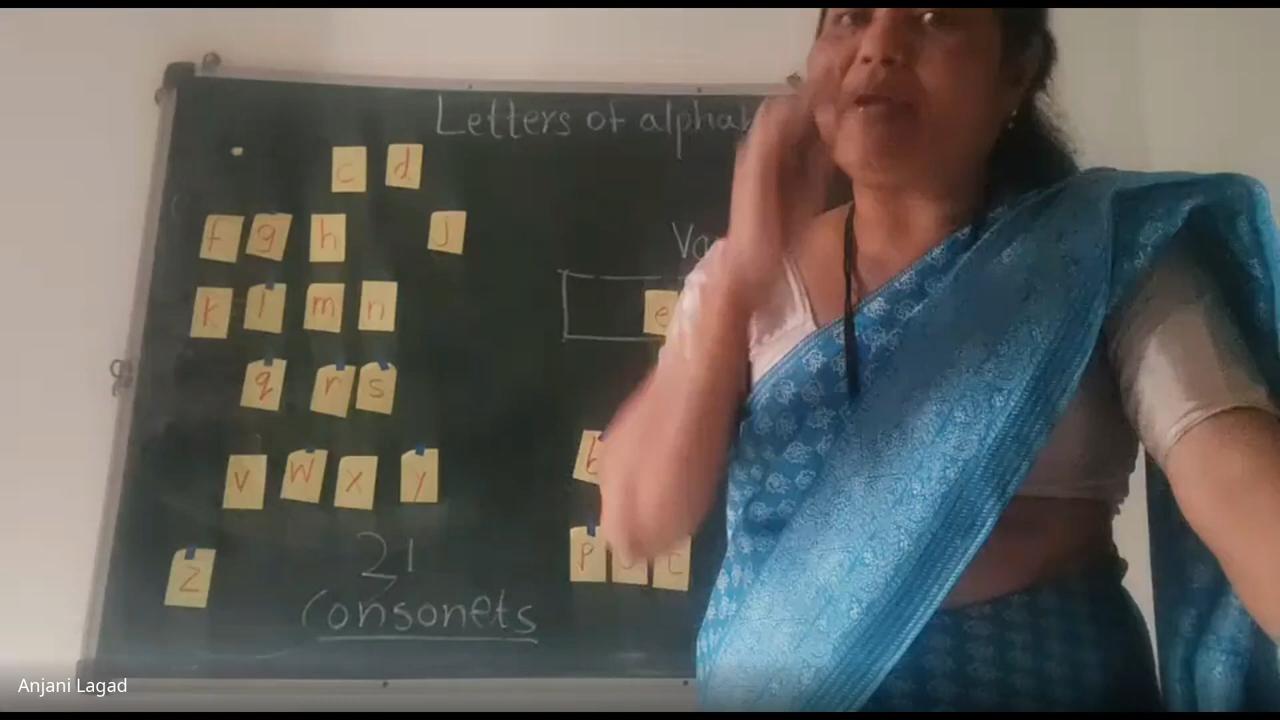 Letters of alphab
c d
f g h J
k l m n
e
q r s
v w x y
b
p u t
z
21
Consonets
Anjani Lagad